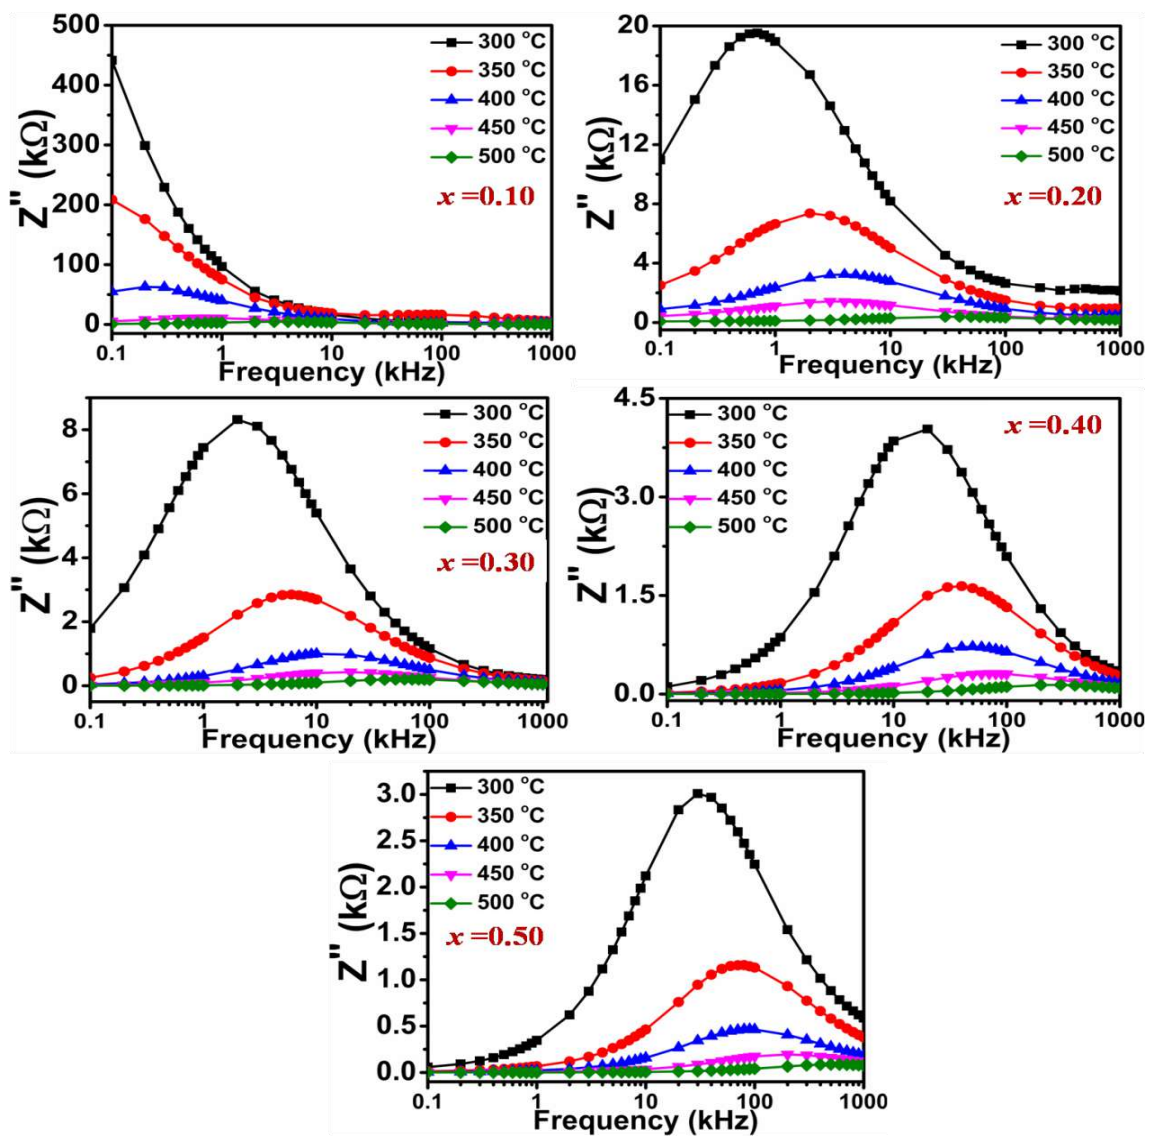 500
400
300
200
100
0
Z" (kΩ)
300 °C
350 °C
400 °C
450 °C
500 °C
x =0.10
0.1 1 10 100 1000
Frequency (kHz)
20
16
12
8
4
0
Z" (kΩ)
300 °C
350 °C
400 °C
450 °C
500 °C
x =0.20
0.1 1 10 100 1000
Frequency (kHz)
8
6
4
2
0
Z" (kΩ)
300 °C
350 °C
400 °C
450 °C
500 °C
x =0.30
0.1 1 10 100 1000
Frequency (kHz)
4.5
3.0
1.5
0.0
Z" (kΩ)
300 °C
350 °C
400 °C
450 °C
500 °C
x =0.40
0.1 1 10 100 1000
Frequency (kHz)
3.0
2.5
2.0
1.5
1.0
0.5
0.0
Z" (kΩ)
300 °C
350 °C
400 °C
450 °C
500 °C
x =0.50
0.1 1 10 100 1000
Frequency (kHz)